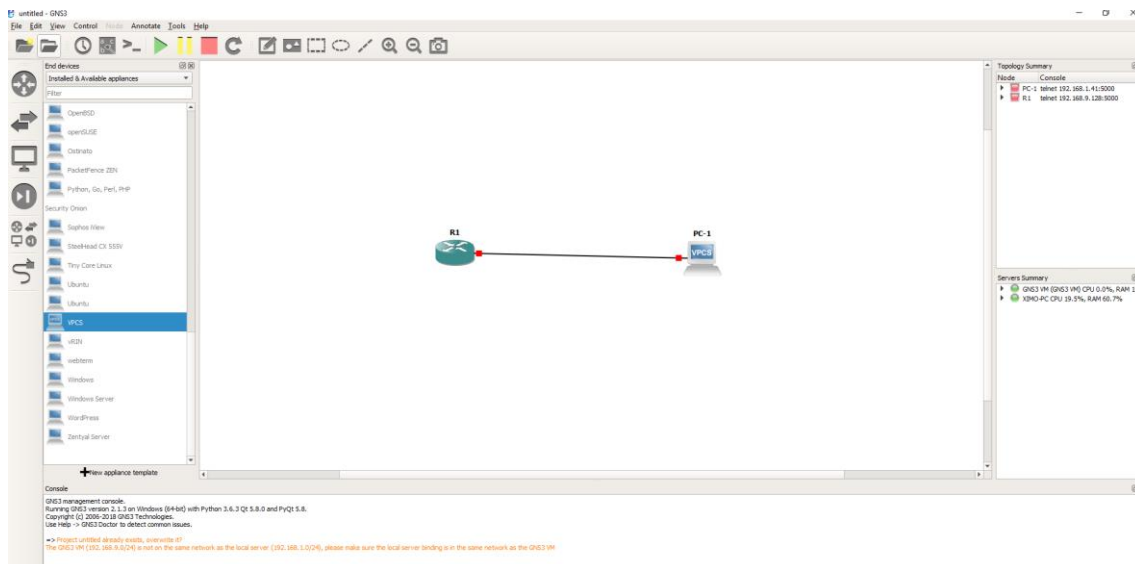 untitled - GNS3
File Edit View Control Node Annotate Tools Help
End devices
Installed & Available appliances
Filter
OpenBSD
openSUSE
Ostinato
PacketFence ZEN
Python, Go, Perl, PHP
Security Onion
Sophos iView
SteelHead CX 555V
Tiny Core Linux
Ubuntu
Ubuntu
VPCS
vRIN
webterm
Windows
Windows Server
WordPress
Zentyal Server
New appliance template
R1
PC-1
VPCS
Topology Summary
Node Console
PC-1 telnet 192.168.1.41:5000
R1 telnet 192.168.9.128:5000
Servers Summary
GNS3 VM (GNS3 VM) CPU 0.0%, RAM 1
XIMO-PC CPU 19.5%, RAM 60.7%
Console
GNS3 management console.
Running GNS3 version 2.1.3 on Windows (64-bit) with Python 3.6.3 Qt 5.8.0 and PyQt 5.8.
Copyright (c) 2006-2018 GNS3 Technologies.
Use Help -> GNS3 Doctor to detect common issues.
=> Project untitled already exists, overwrite it?
The GNS3 VM (192.168.9.0/24) is not on the same network as the local server (192.168.1.0/24), please make sure the local server binding is in the same network as the GNS3 VM